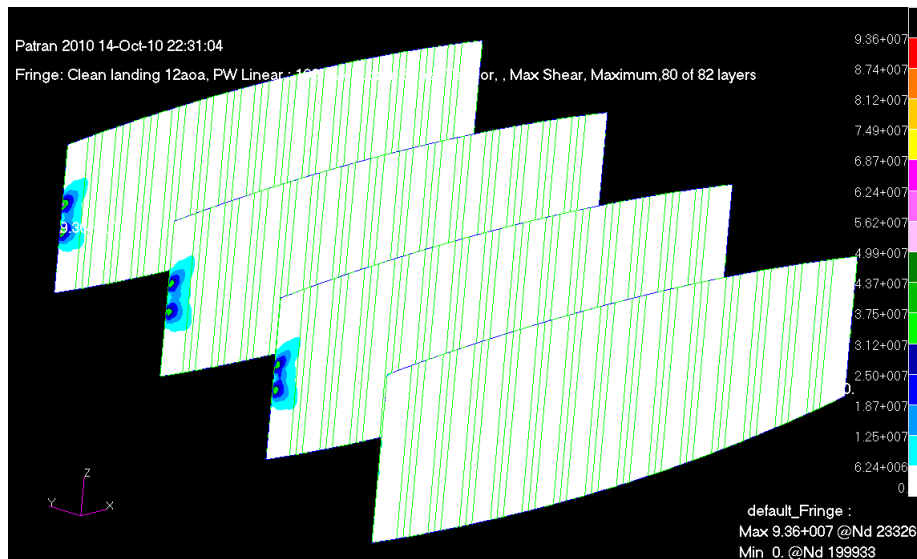 Patran 2010 14-Oct-10 22:31:04
Fringe: Clean landing 12aoa, PW Linear : or, , Max Shear, Maximum,80 of 82 layers
9.36+007
8.74+007
8.12+007
7.49+007
6.87+007
6.24+007
5.62+007
4.99+007
4.37+007
3.75+007
3.12+007
2.50+007
1.87+007
1.25+007
6.24+006
0.
0.
Z
Y
X
default_Fringe :
Max 9.36+007 @Nd 23326
Min 0. @Nd 199933